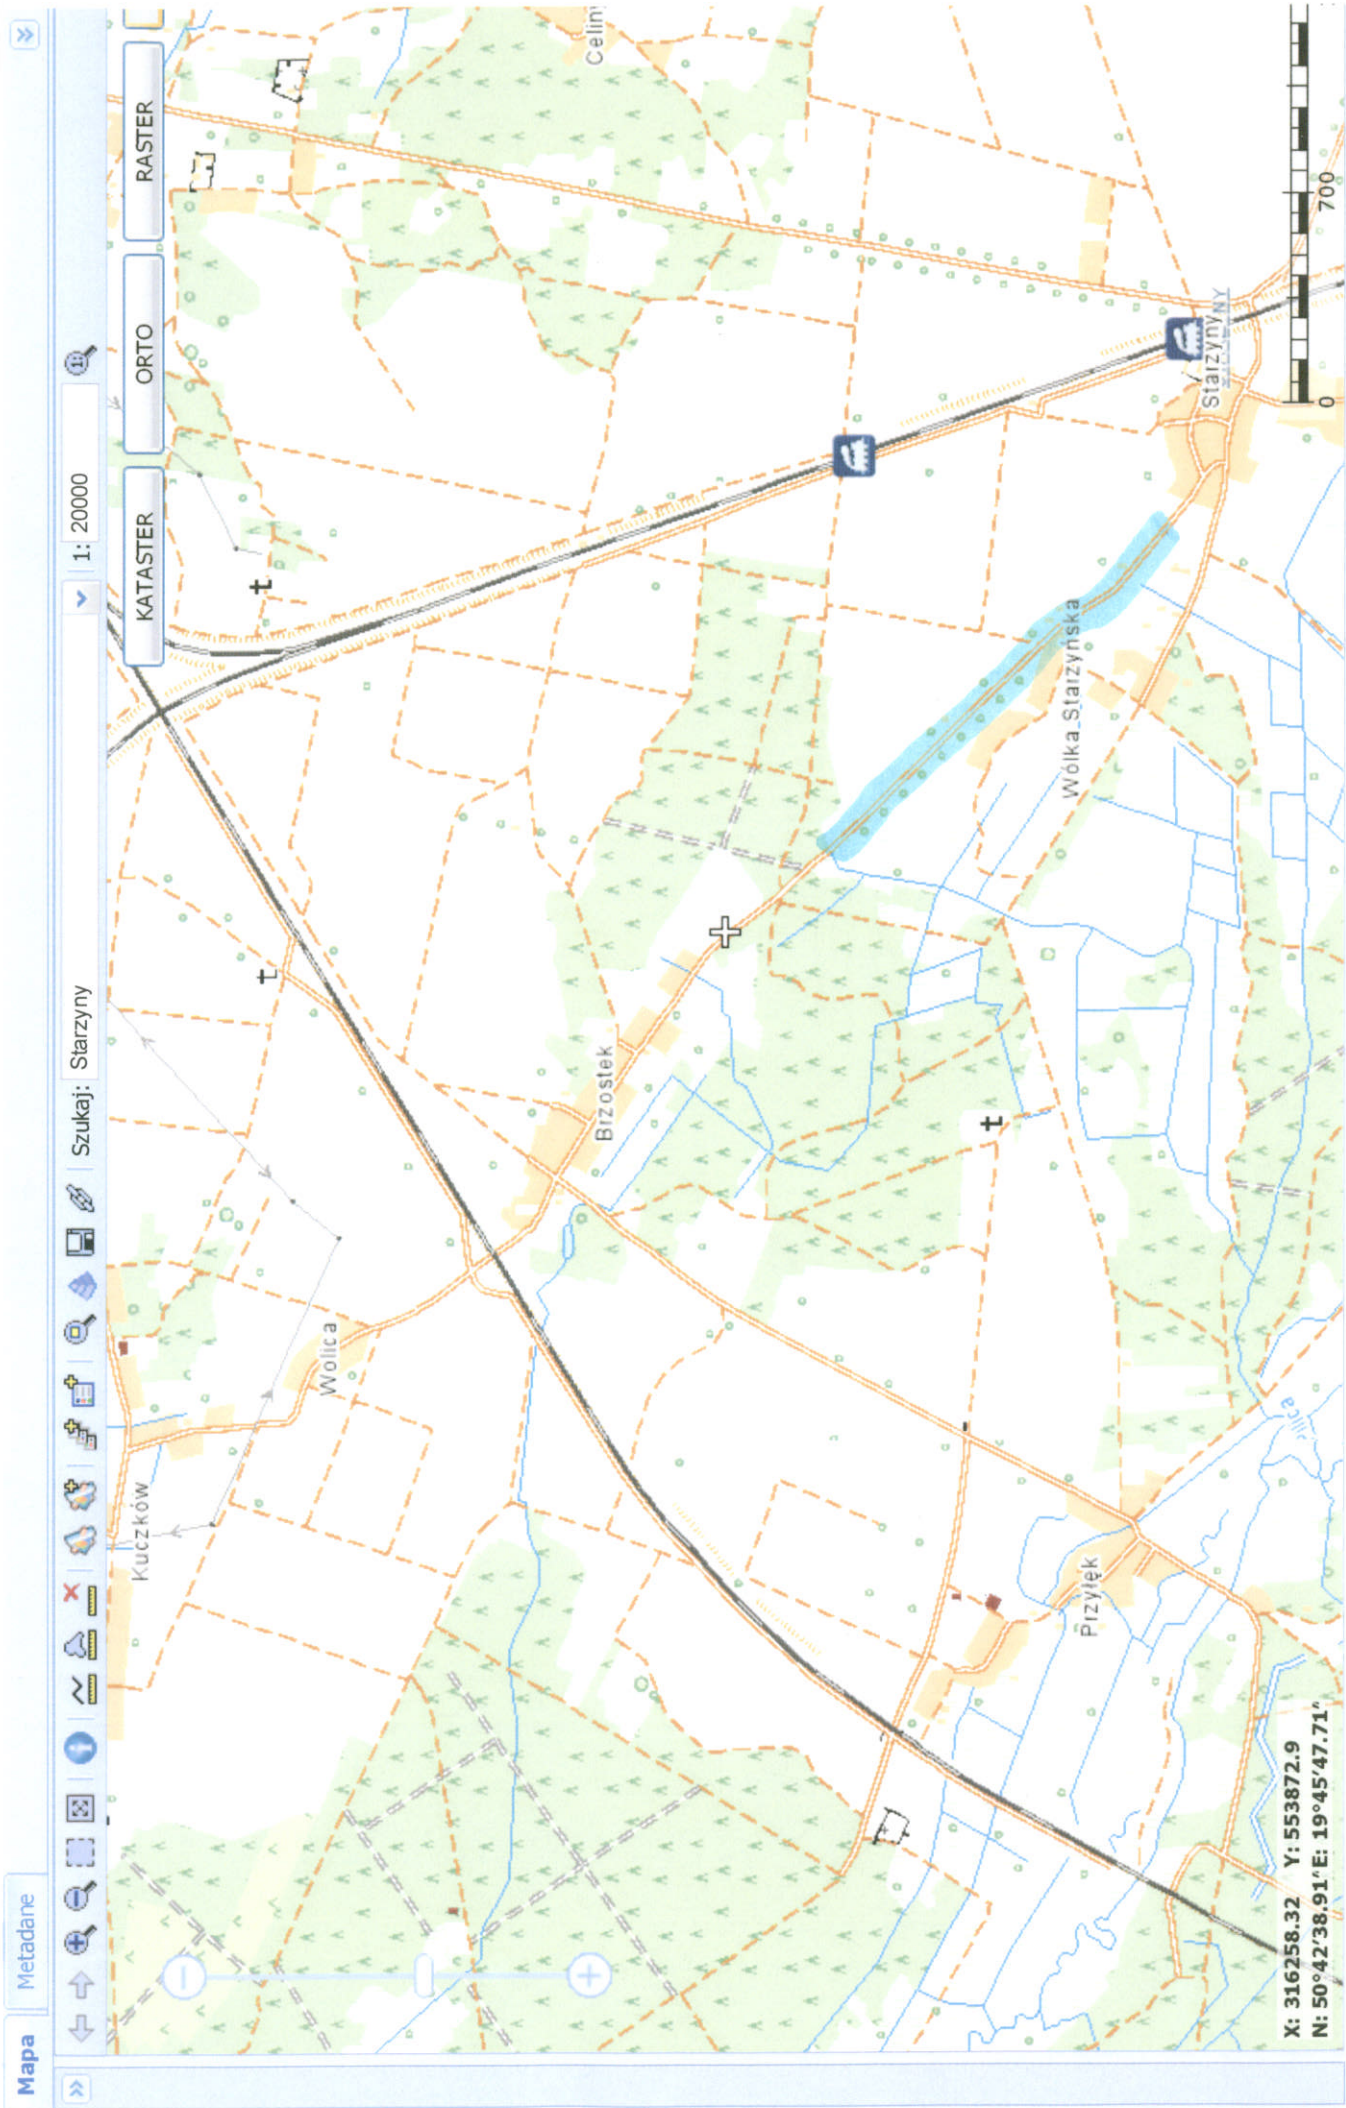 Mapa Metadane
Szukaj: Starzyny 1: 20000
KATASTER ORTO RASTER
Kuczków
Wolica
Celiny
Brzostek
Wólka Starzyńska
Przyłęk
Starzyny
0 700
X: 316258.32 Y: 553872.9
N: 50°42'38.91" E: 19°45'47.71"